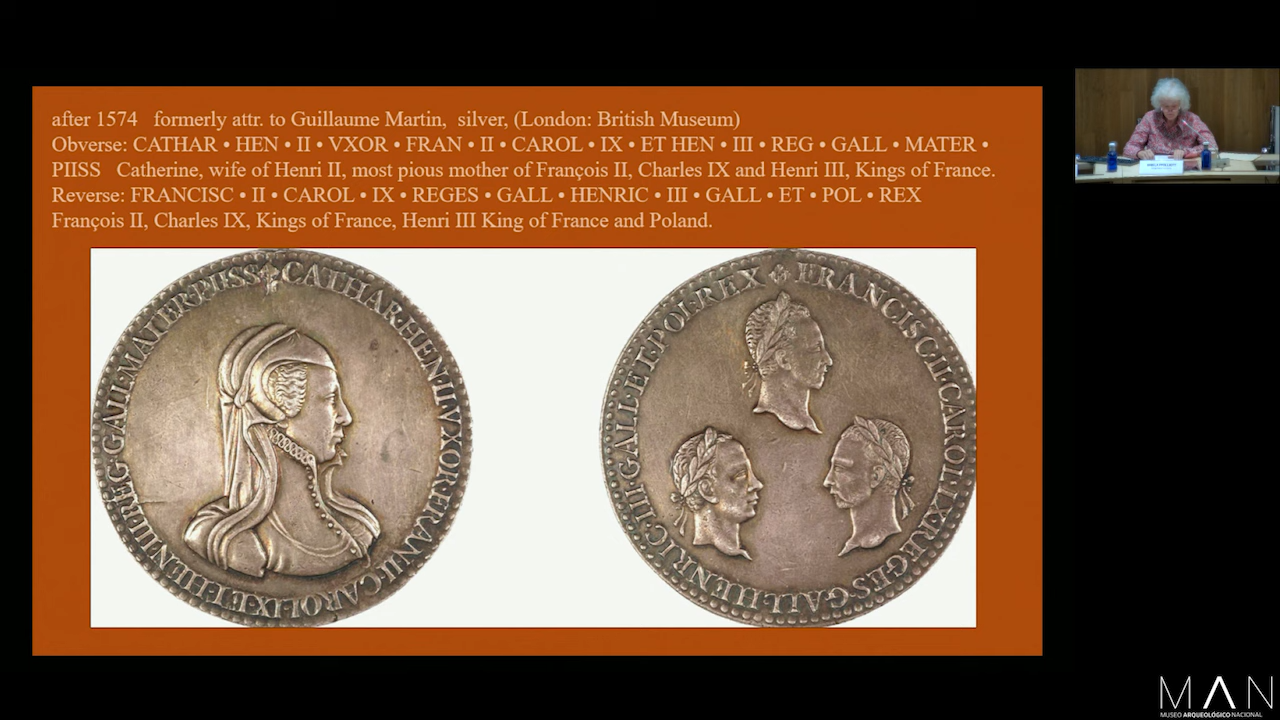 after 1574 formerly attr. to Guillaume Martin, silver, (London: British Museum)
Obverse: CATHAR • HEN • II • VXOR • FRAN • II • CAROL • IX • ET HEN • III • REG • GALL • MATER •
PIISS Catherine, wife of Henri II, most pious mother of François II, Charles IX and Henri III, Kings of France.
Reverse: FRANCISC • II • CAROL • IX • REGES • GALL • HENRIC • III • GALL • ET • POL • REX
François II, Charles IX, Kings of France, Henri III King of France and Poland.
CATHAR·HEN·II·VXOR·FRAN·II·CAROL·IX·ET·HEN·III·REG·GALL·MATER·PIISS
FRANCISC·II·CAROL·IX·REGES·GALL·HENRIC·III·GALL·ET·POL·REX
MAN
MUSEO ARQUEOLÓGICO NACIONAL